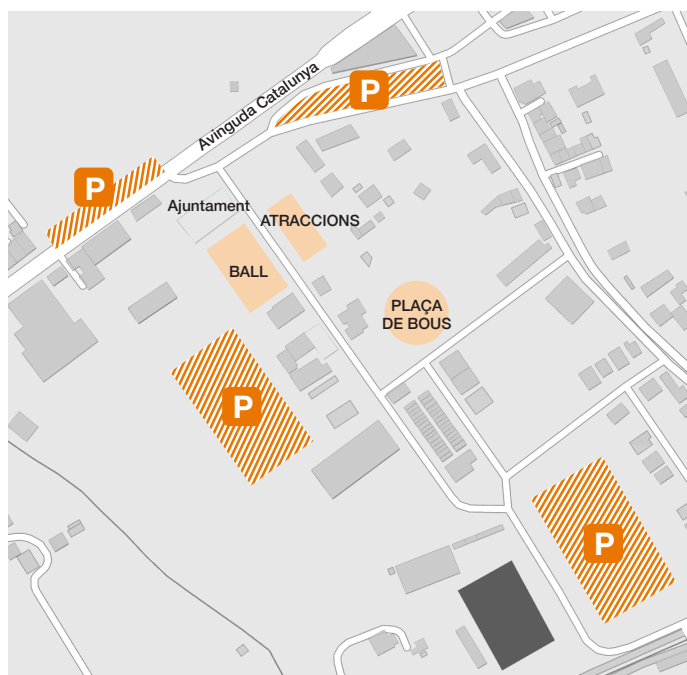 P
Avinguda Catalunya
P
Ajuntament
ATRACCIONS
BALL
PLAÇA
DE BOUS
P
P